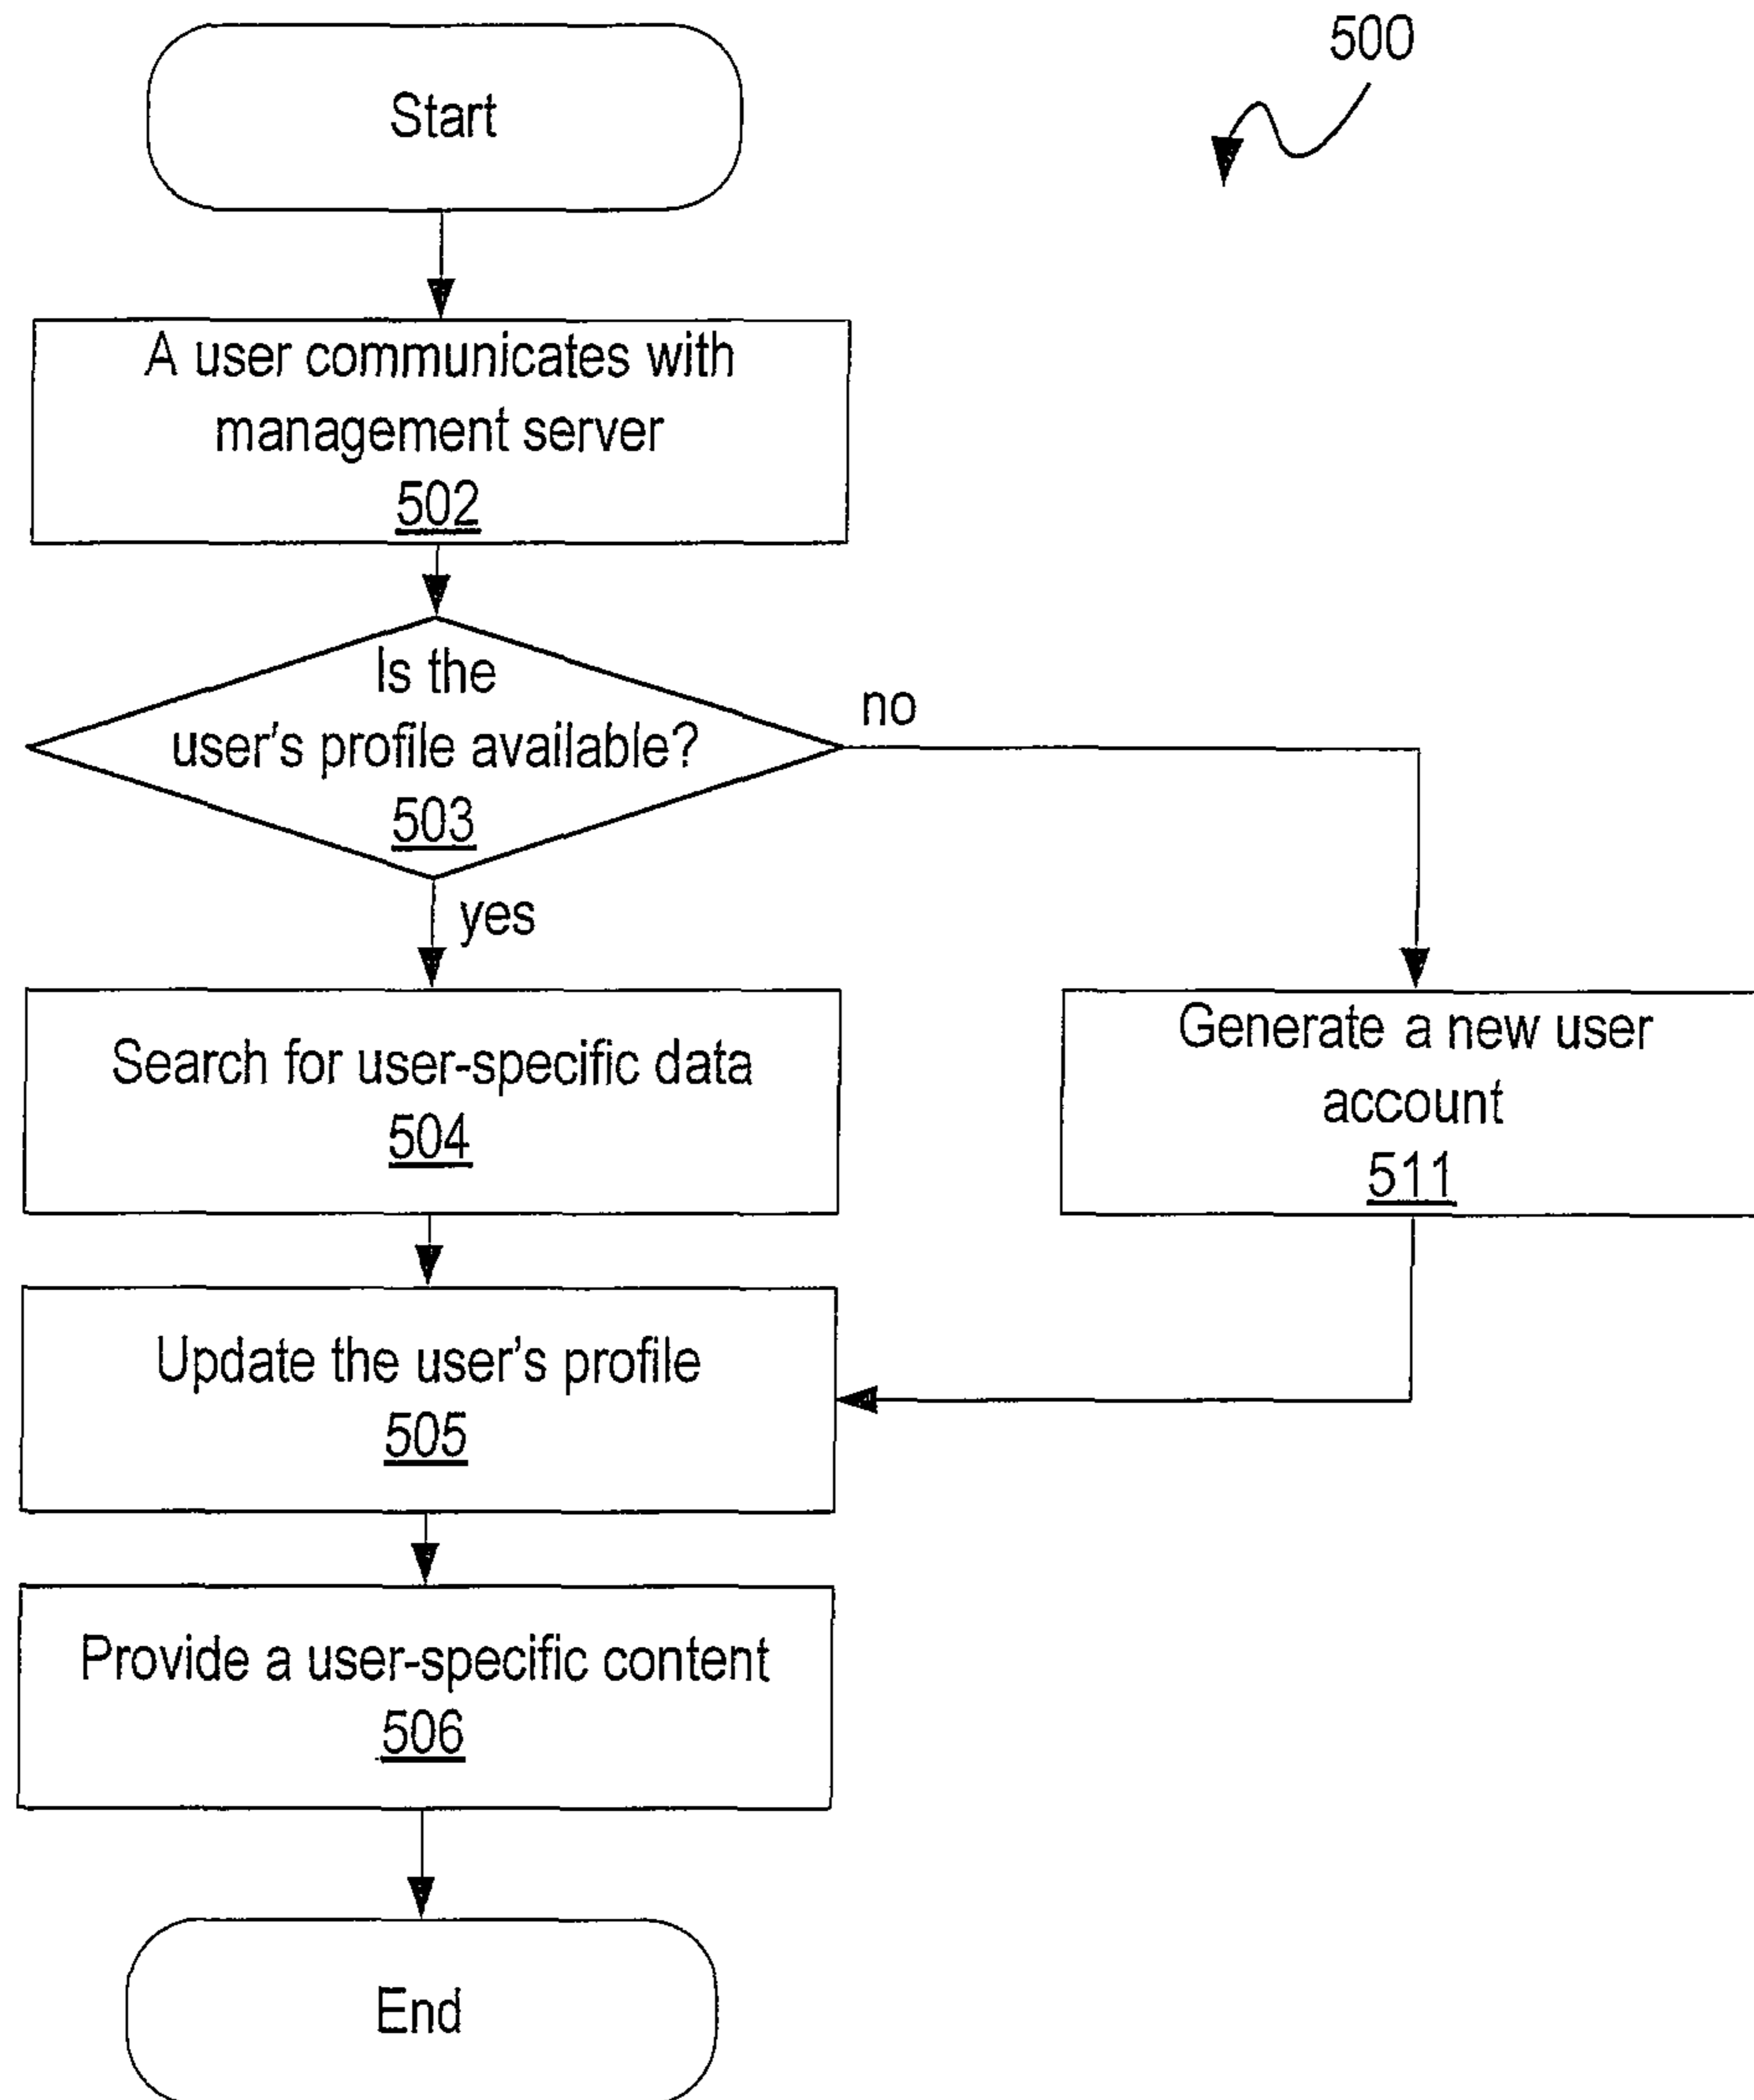 500
Start
A user communicates with
management server
502
Is the
user's profile available?
503
no
yes
Search for user-specific data
504
Generate a new user
account
511
Update the user's profile
505
Provide a user-specific content
506
End